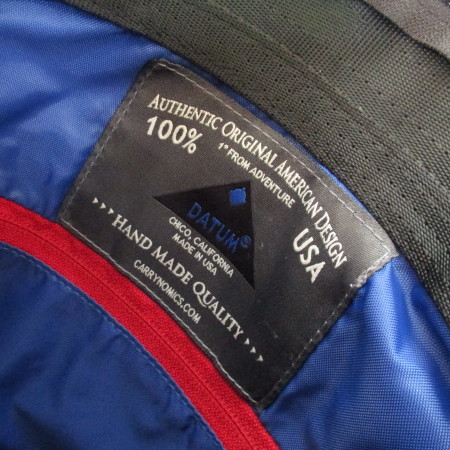 AUTHENTIC ORIGINAL AMERICAN DESIGN
100%
1" FROM ADVENTURE
USA
DATUM®
CHICO, CALIFORNIA
MADE IN USA
››› HAND MADE QUALITY ›››
CARRYNOMICS.COM